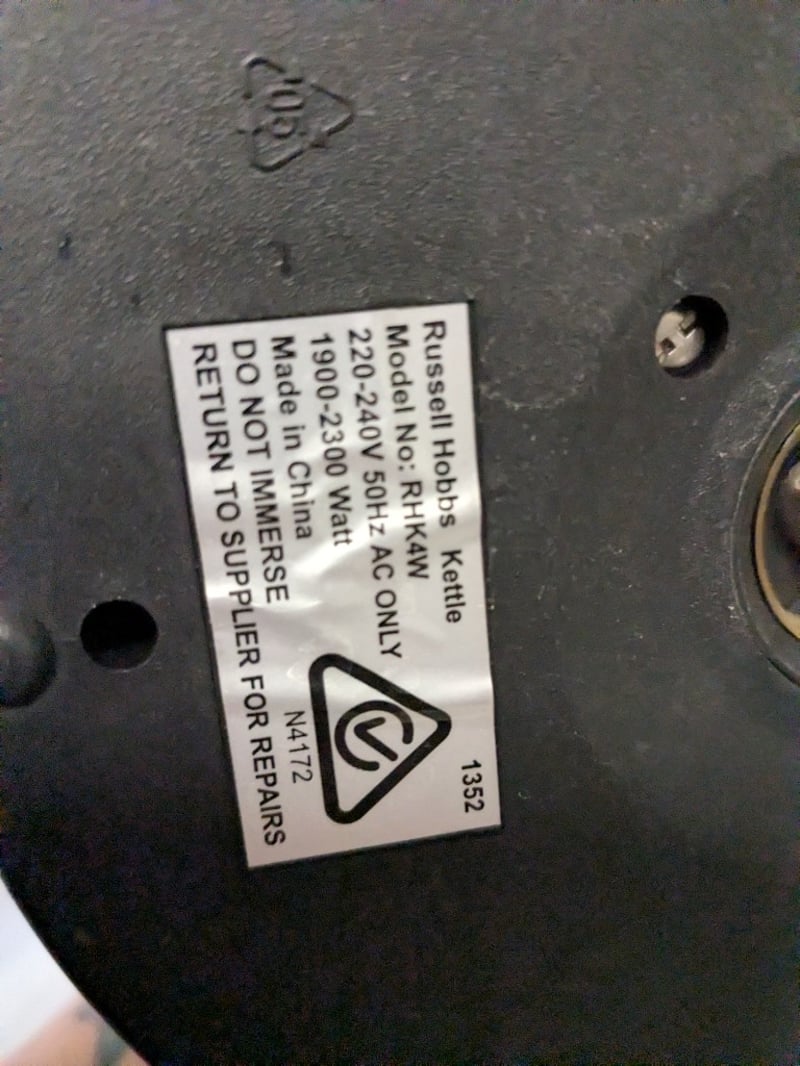 Russell Hobbs Kettle
1352
Model No: RHK4W
220-240V 50Hz AC ONLY
1900-2300 Watt
Made in China
N4172
DO NOT IMMERSE
RETURN TO SUPPLIER FOR REPAIRS